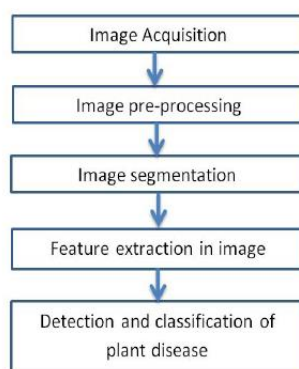 Image Acquisition
Image pre-processing
Image segmentation
Feature extraction in image
Detection and classification of
plant disease